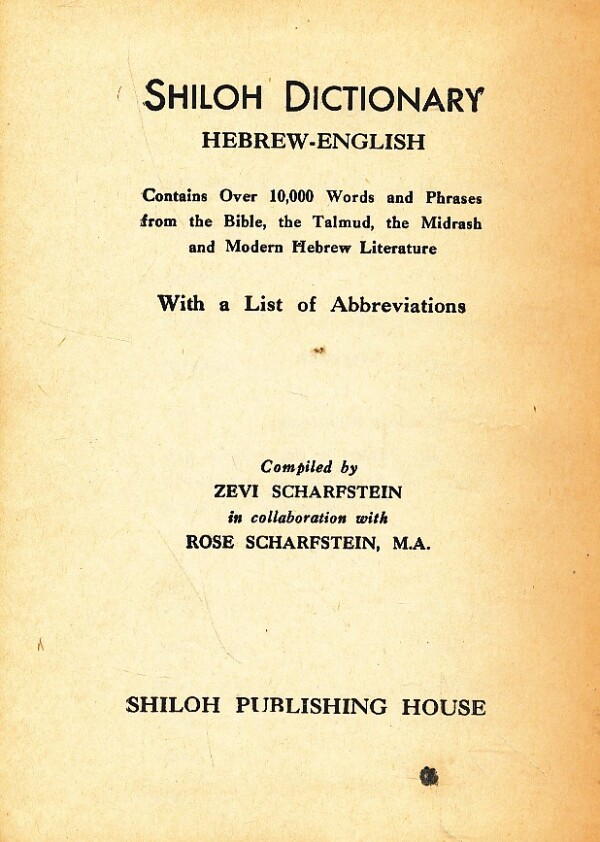 SHILOH DICTIONARY
HEBREW-ENGLISH
Contains Over 10,000 Words and Phrases
from the Bible, the Talmud, the Midrash
and Modern Hebrew Literature
With a List of Abbreviations
Compiled by
ZEVI SCHARFSTEIN
in collaboration with
ROSE SCHARFSTEIN, M.A.
SHILOH PUBLISHING HOUSE